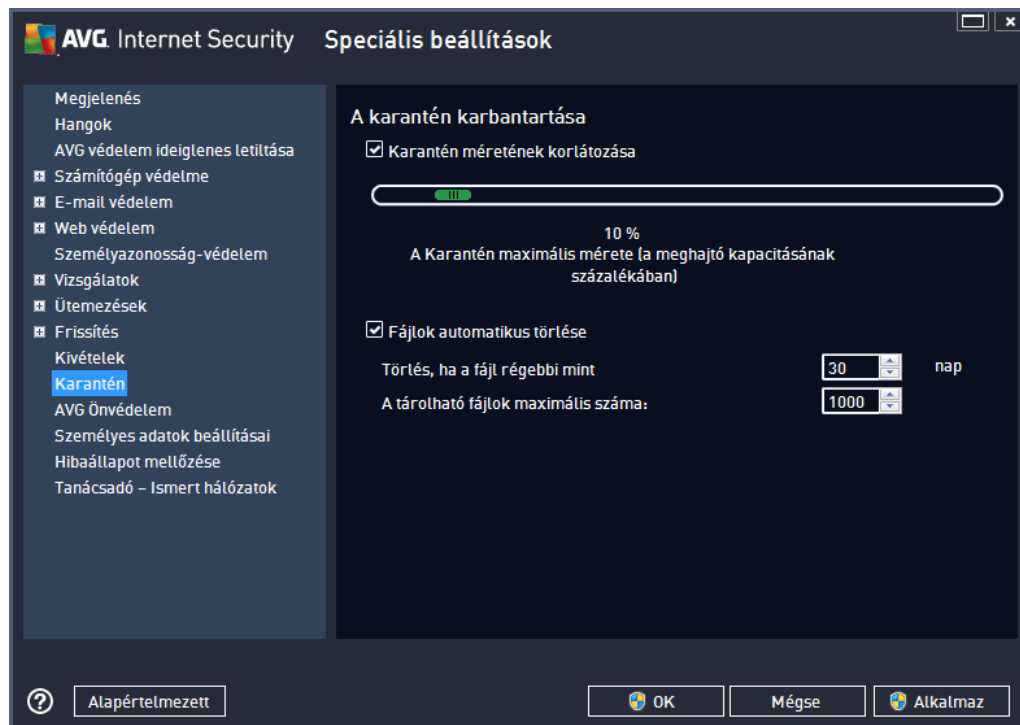 AVG. Internet Security Speciális beállítások
Megjelenés
Hangok
AVG védelem ideiglenes letiltása
Számítógép védelme
E-mail védelem
Web védelem
Személyazonosság-védelem
Vizsgálatok
Ütemezések
Frissítés
Kivételek
Karantén
AVG Önvédelem
Személyes adatok beállításai
Hibaállapot mellőzése
Tanácsadó – Ismert hálózatok
A karantén karbantartása
Karantén méretének korlátozása
10 %
A Karantén maximális mérete (a meghajtó kapacitásának
százalékában)
Fájlok automatikus törlése
Törlés, ha a fájl régebbi mint 30 nap
A tárolható fájlok maximális száma: 1000
? Alapértelmezett OK Mégse Alkalmaz